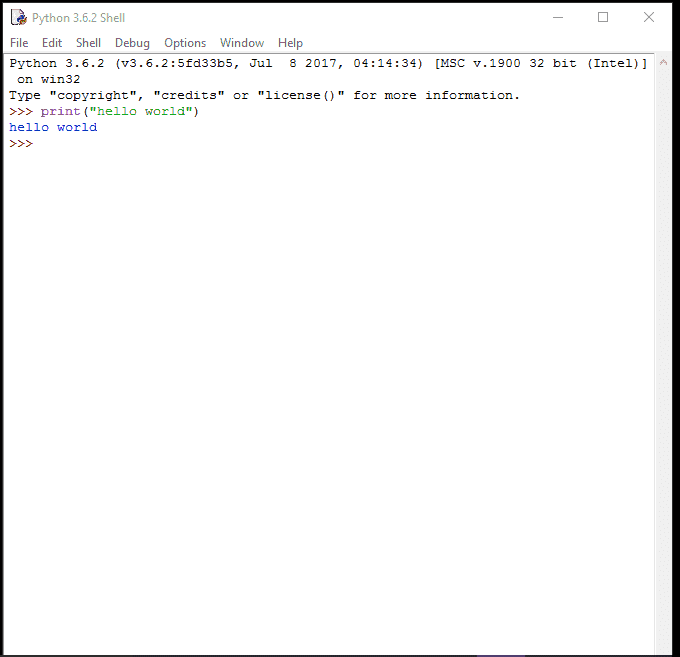 Python 3.6.2 Shell
File Edit Shell Debug Options Window Help
Python 3.6.2 (v3.6.2:5fd33b5, Jul  8 2017, 04:14:34) [MSC v.1900 32 bit (Intel)]
 on win32
Type "copyright", "credits" or "license()" for more information.
>>> print("hello world")
hello world
>>>